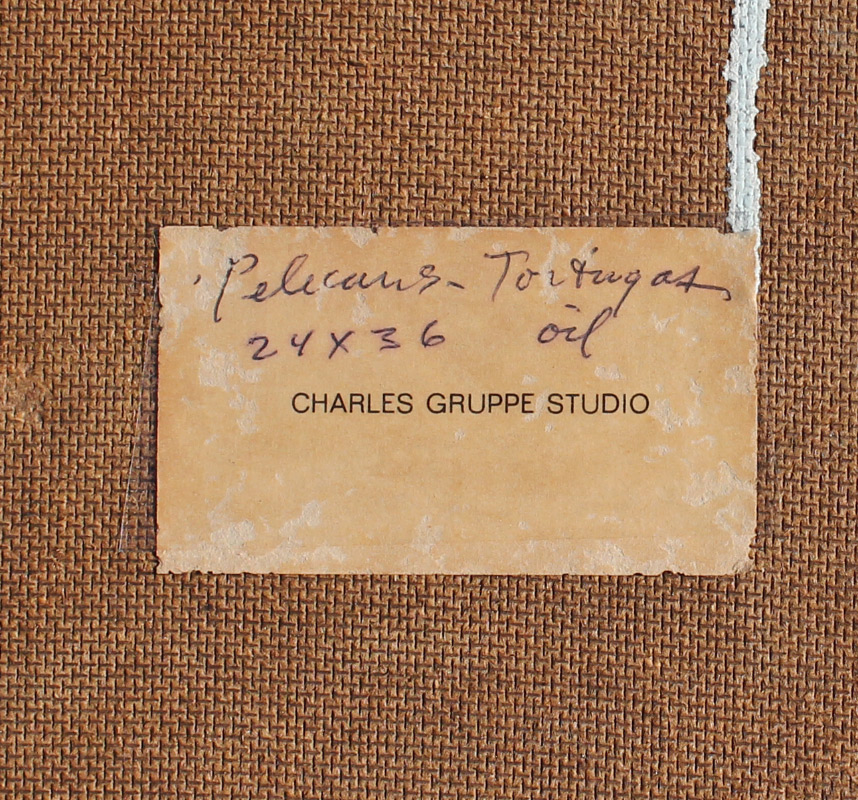 Pelicans - Tortugas
24 X 36 oil
CHARLES GRUPPE STUDIO